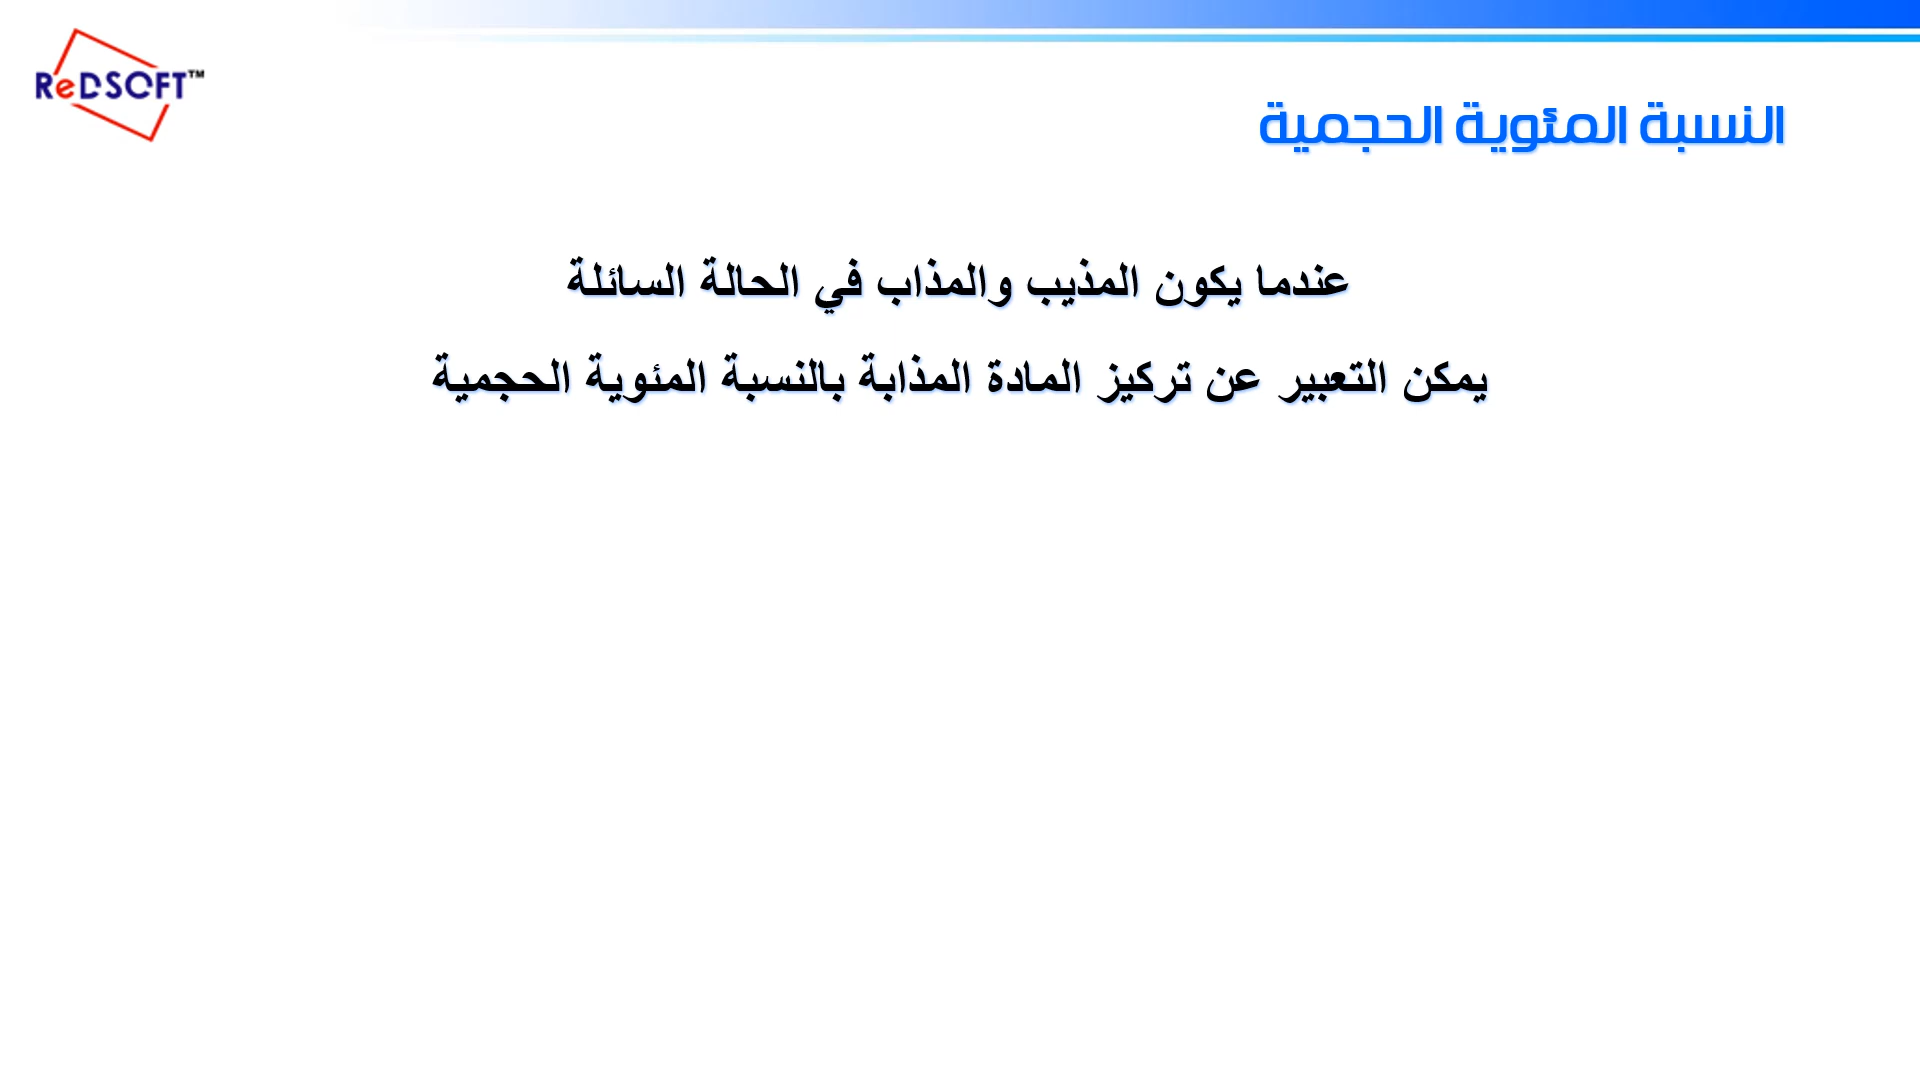 ReDSOFT™
النسبة المئوية الحجمية
عندما يكون المذيب والمذاب في الحالة السائلة
يمكن التعبير عن تركيز المادة المذابة بالنسبة المئوية الحجمية